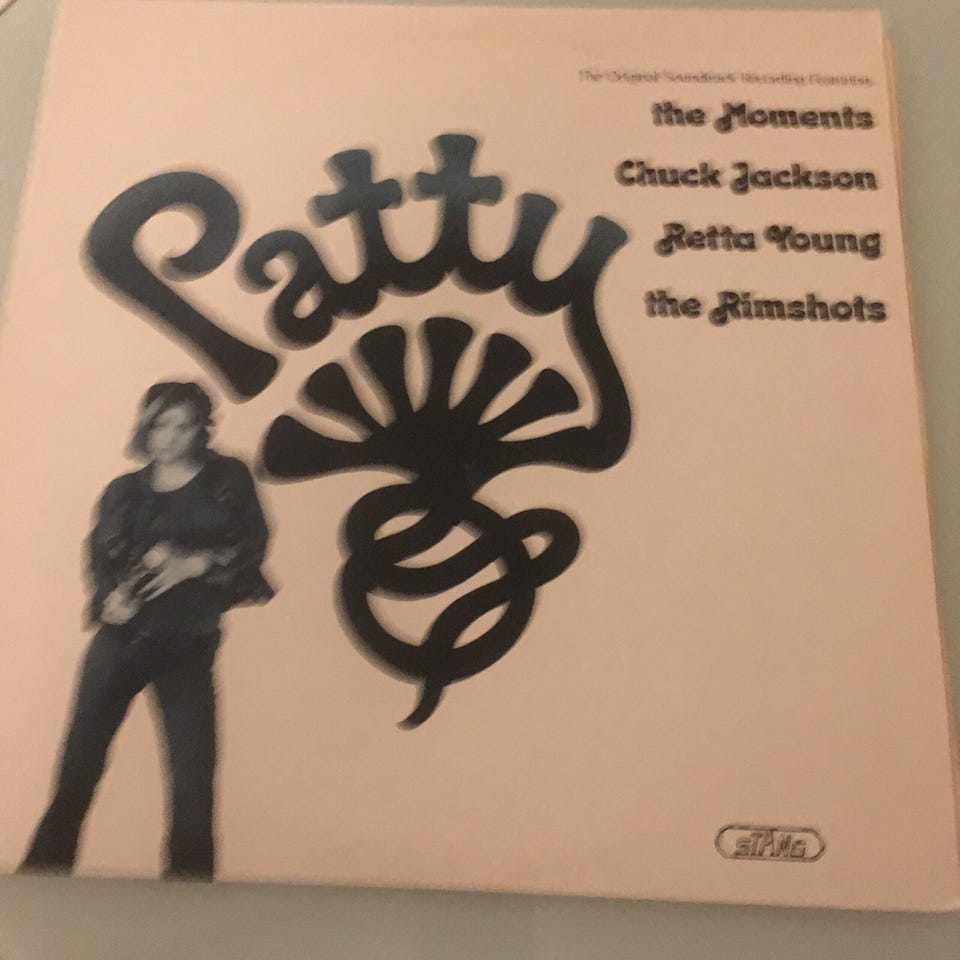 The Original Soundtrack Recording Featuring
the Moments
Chuck Jackson
Retta Young
the Rimshots
Patty
STANG